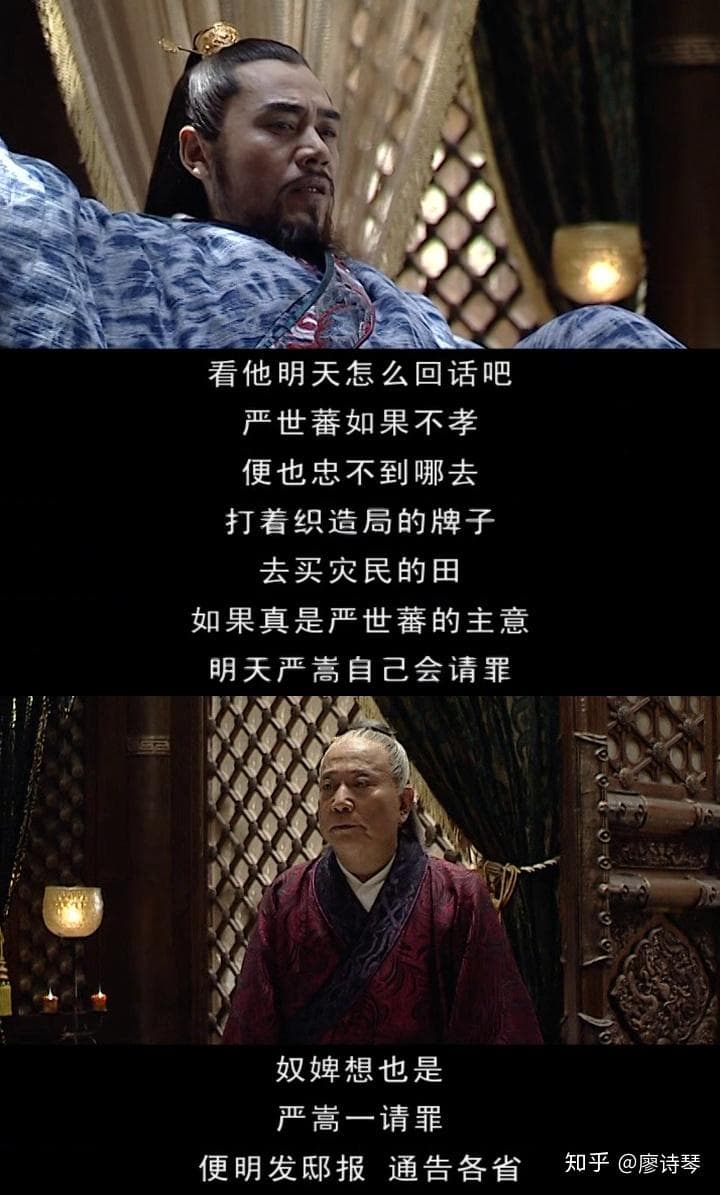 看他明天怎么回话吧
严世蕃如果不孝
便也忠不到哪去
打着织造局的牌子
去买灾民的田
如果真是严世蕃的主意
明天严嵩自己会请罪
奴婢想也是
严嵩一请罪
便明发邸报 通告各省
知乎 @廖诗琴